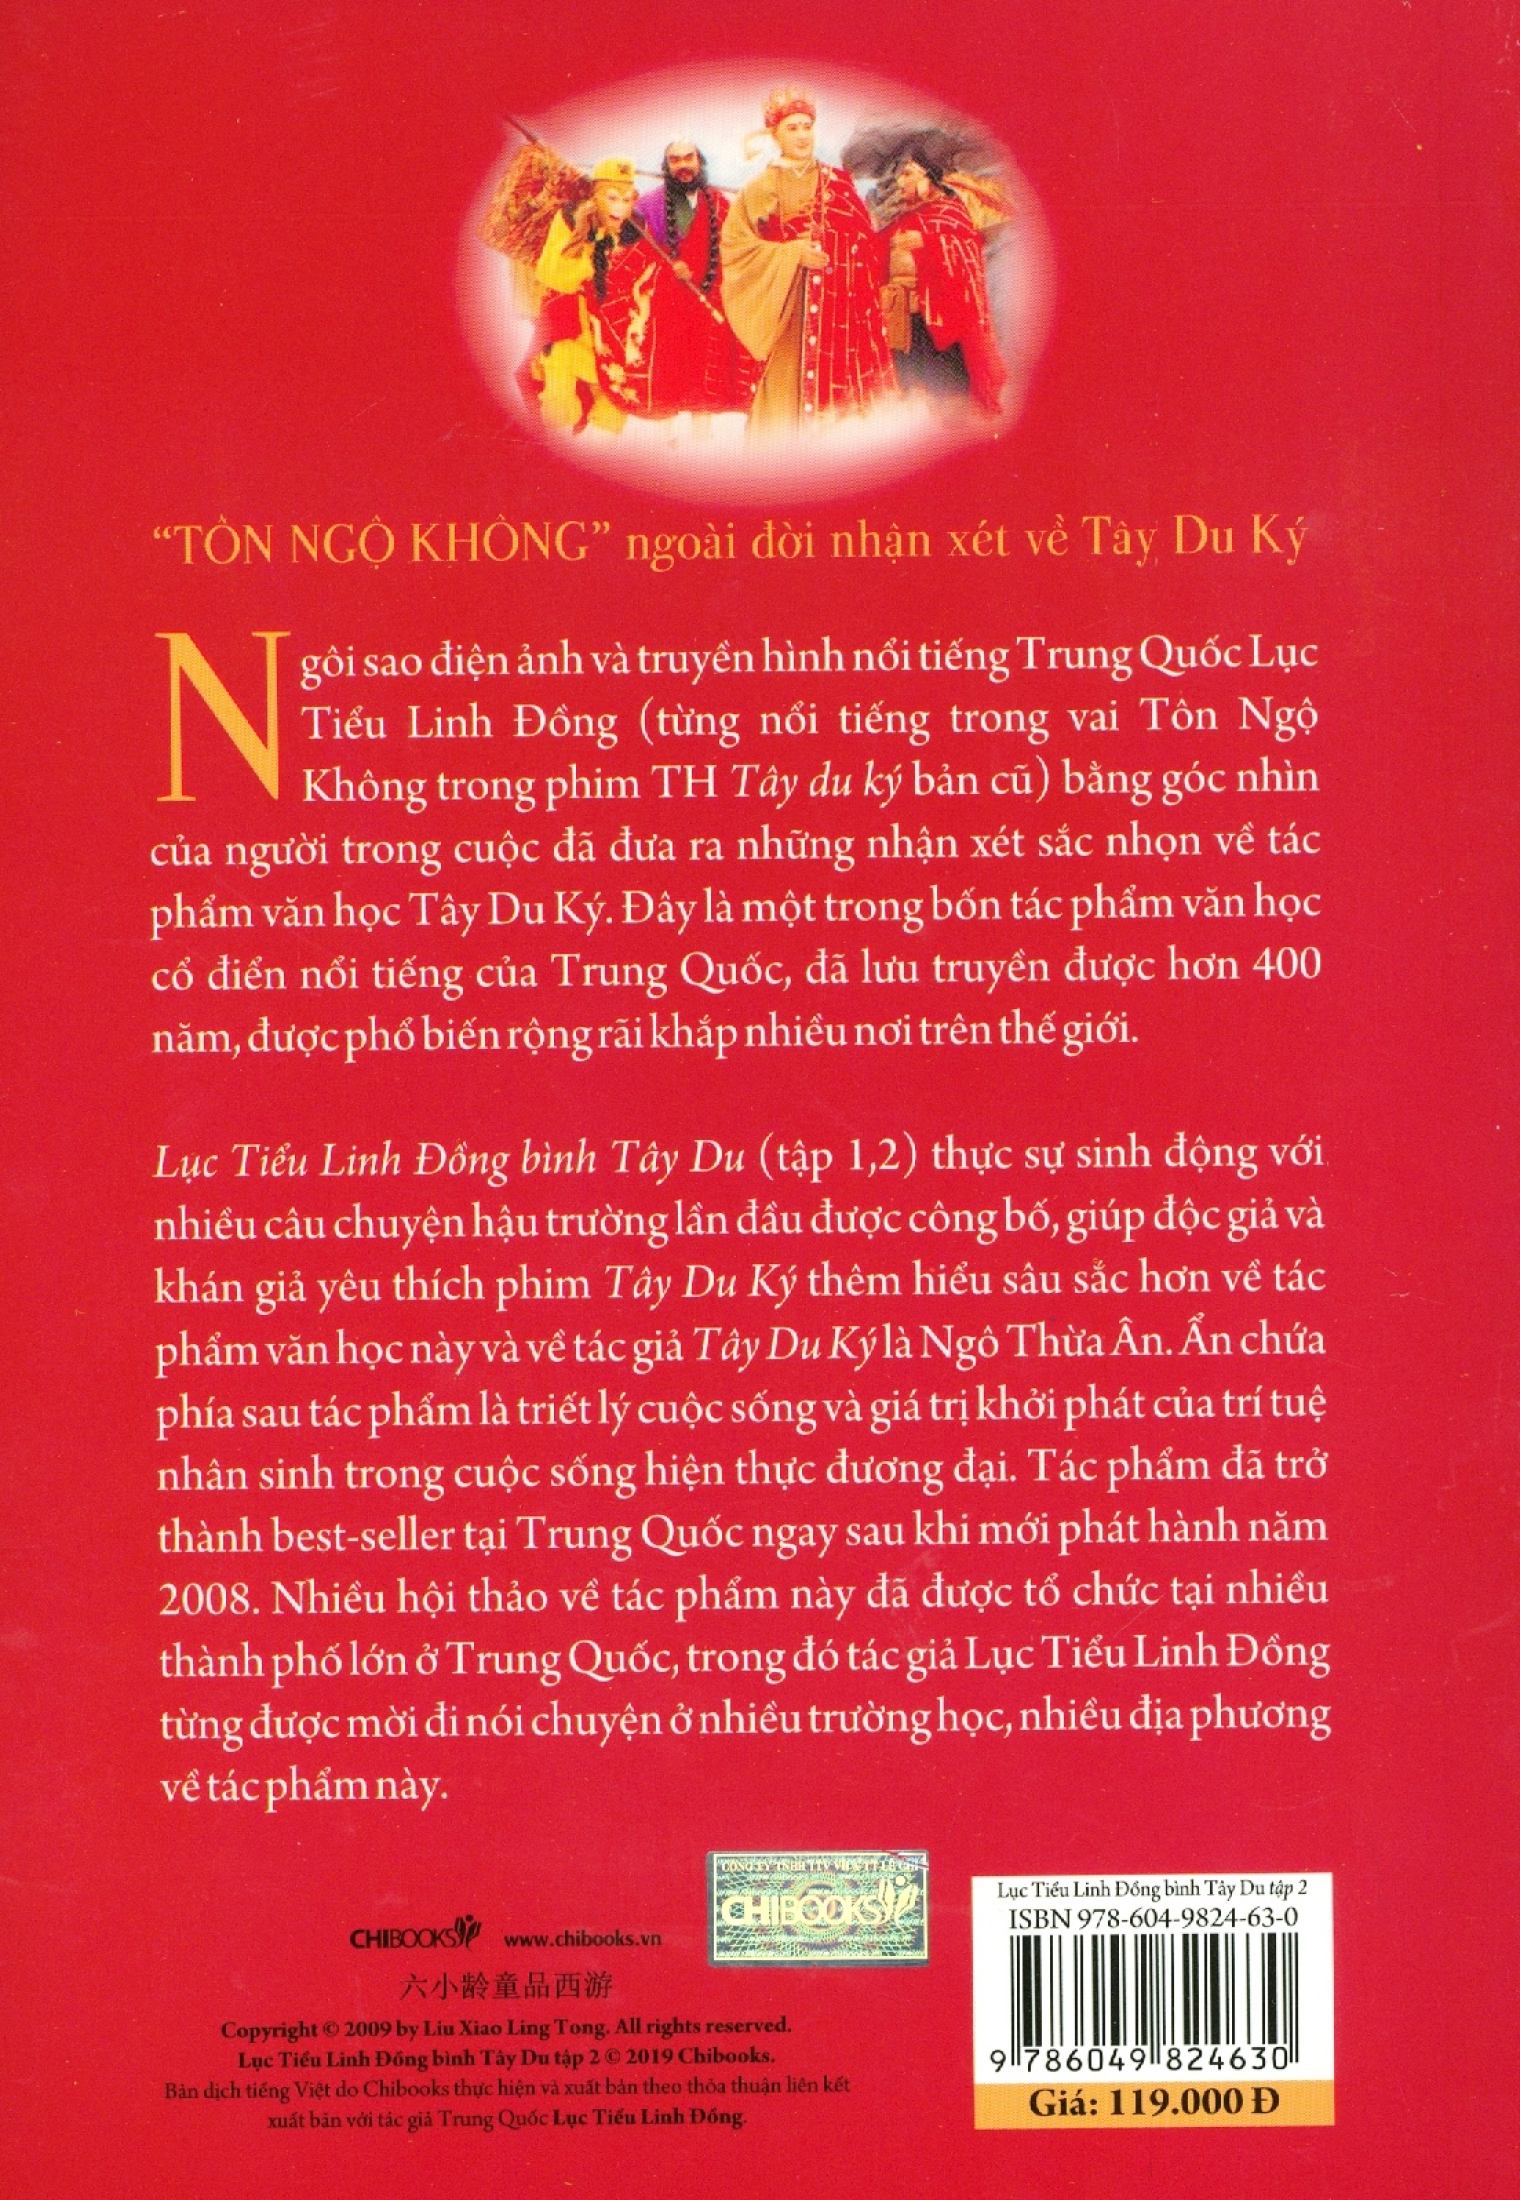 “TÔN NGỘ KHÔNG” ngoài đời nhận xét về Tây Du Ký
Ngôi sao điện ảnh và truyền hình nổi tiếng Trung Quốc Lục
Tiểu Linh Đồng (từng nổi tiếng trong vai Tôn Ngộ
Không trong phim TH Tây du ký bản cũ) bằng góc nhìn
của người trong cuộc đã đưa ra những nhận xét sắc nhọn về tác
phẩm văn học Tây Du Ký. Đây là một trong bốn tác phẩm văn học
cổ điển nổi tiếng của Trung Quốc, đã lưu truyền được hơn 400
năm, được phổ biến rộng rãi khắp nhiều nơi trên thế giới.
Lục Tiểu Linh Đồng bình Tây Du (tập 1,2) thực sự sinh động với
nhiều câu chuyện hậu trường lần đầu được công bố, giúp độc giả và
khán giả yêu thích phim Tây Du Ký thêm hiểu sâu sắc hơn về tác
phẩm văn học này và về tác giả Tây Du Ký là Ngô Thừa Ân. Ẩn chứa
phía sau tác phẩm là triết lý cuộc sống và giá trị khởi phát của trí tuệ
nhân sinh trong cuộc sống hiện thực đương đại. Tác phẩm đã trở
thành best-seller tại Trung Quốc ngay sau khi mới phát hành năm
2008. Nhiều hội thảo về tác phẩm này đã được tổ chức tại nhiều
thành phố lớn ở Trung Quốc, trong đó tác giả Lục Tiểu Linh Đồng
từng được mời đi nói chuyện ở nhiều trường học, nhiều địa phương
về tác phẩm này.
CÔNG TY TNHH TTV
CHIBOOKS
CHIBOOKS www.chibooks.vn
六小龄童品西游
Copyright © 2009 by Liu Xiao Ling Tong. All rights reserved.
Lục Tiểu Linh Đồng bình Tây Du tập 2 © 2019 Chibooks.
Bản dịch tiếng Việt do Chibooks thực hiện và xuất bản theo thỏa thuận liên kết
xuất bản với tác giả Trung Quốc Lục Tiểu Linh Đồng.
Lục Tiểu Linh Đồng bình Tây Du tập 2
ISBN 978-604-9824-63-0
9 786049 824630
Giá: 119.000 Đ